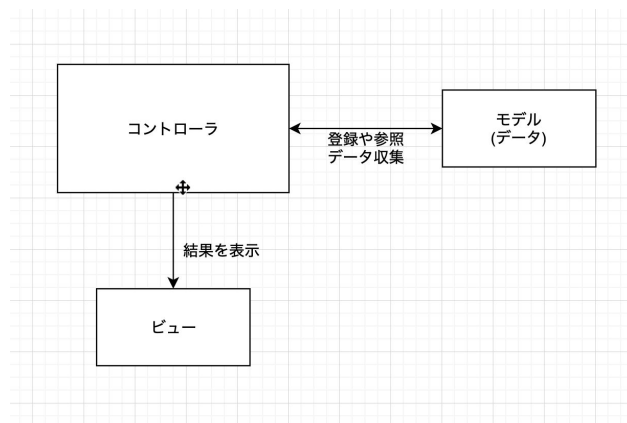 コントローラ
モデル
(データ)
登録や参照
データ収集
結果を表示
ビュー